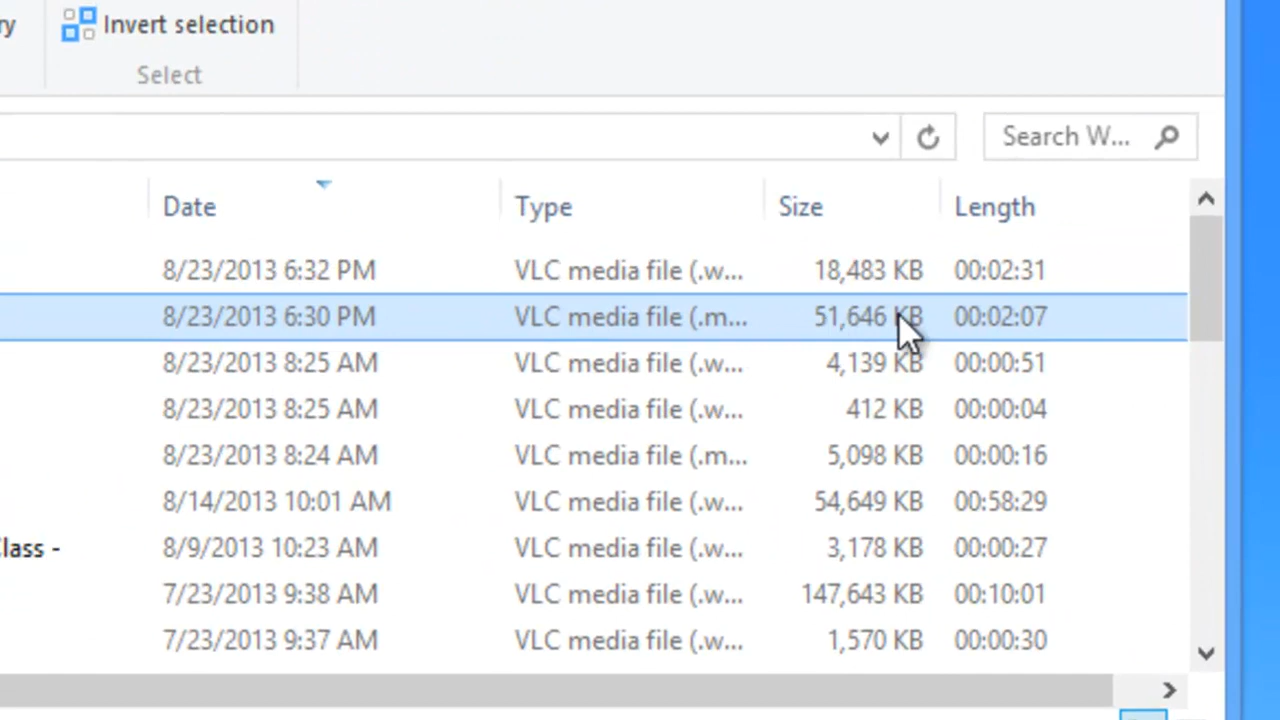 ry Invert selection
Select
Search W...
Date Type Size Length
8/23/2013 6:32 PM VLC media file (.w... 18,483 KB 00:02:31
8/23/2013 6:30 PM VLC media file (.m... 51,646 KB 00:02:07
8/23/2013 8:25 AM VLC media file (.w... 4,139 KB 00:00:51
8/23/2013 8:25 AM VLC media file (.w... 412 KB 00:00:04
8/23/2013 8:24 AM VLC media file (.m... 5,098 KB 00:00:16
8/14/2013 10:01 AM VLC media file (.w... 54,649 KB 00:58:29
Class - 8/9/2013 10:23 AM VLC media file (.w... 3,178 KB 00:00:27
7/23/2013 9:38 AM VLC media file (.w... 147,643 KB 00:10:01
7/23/2013 9:37 AM VLC media file (.w... 1,570 KB 00:00:30